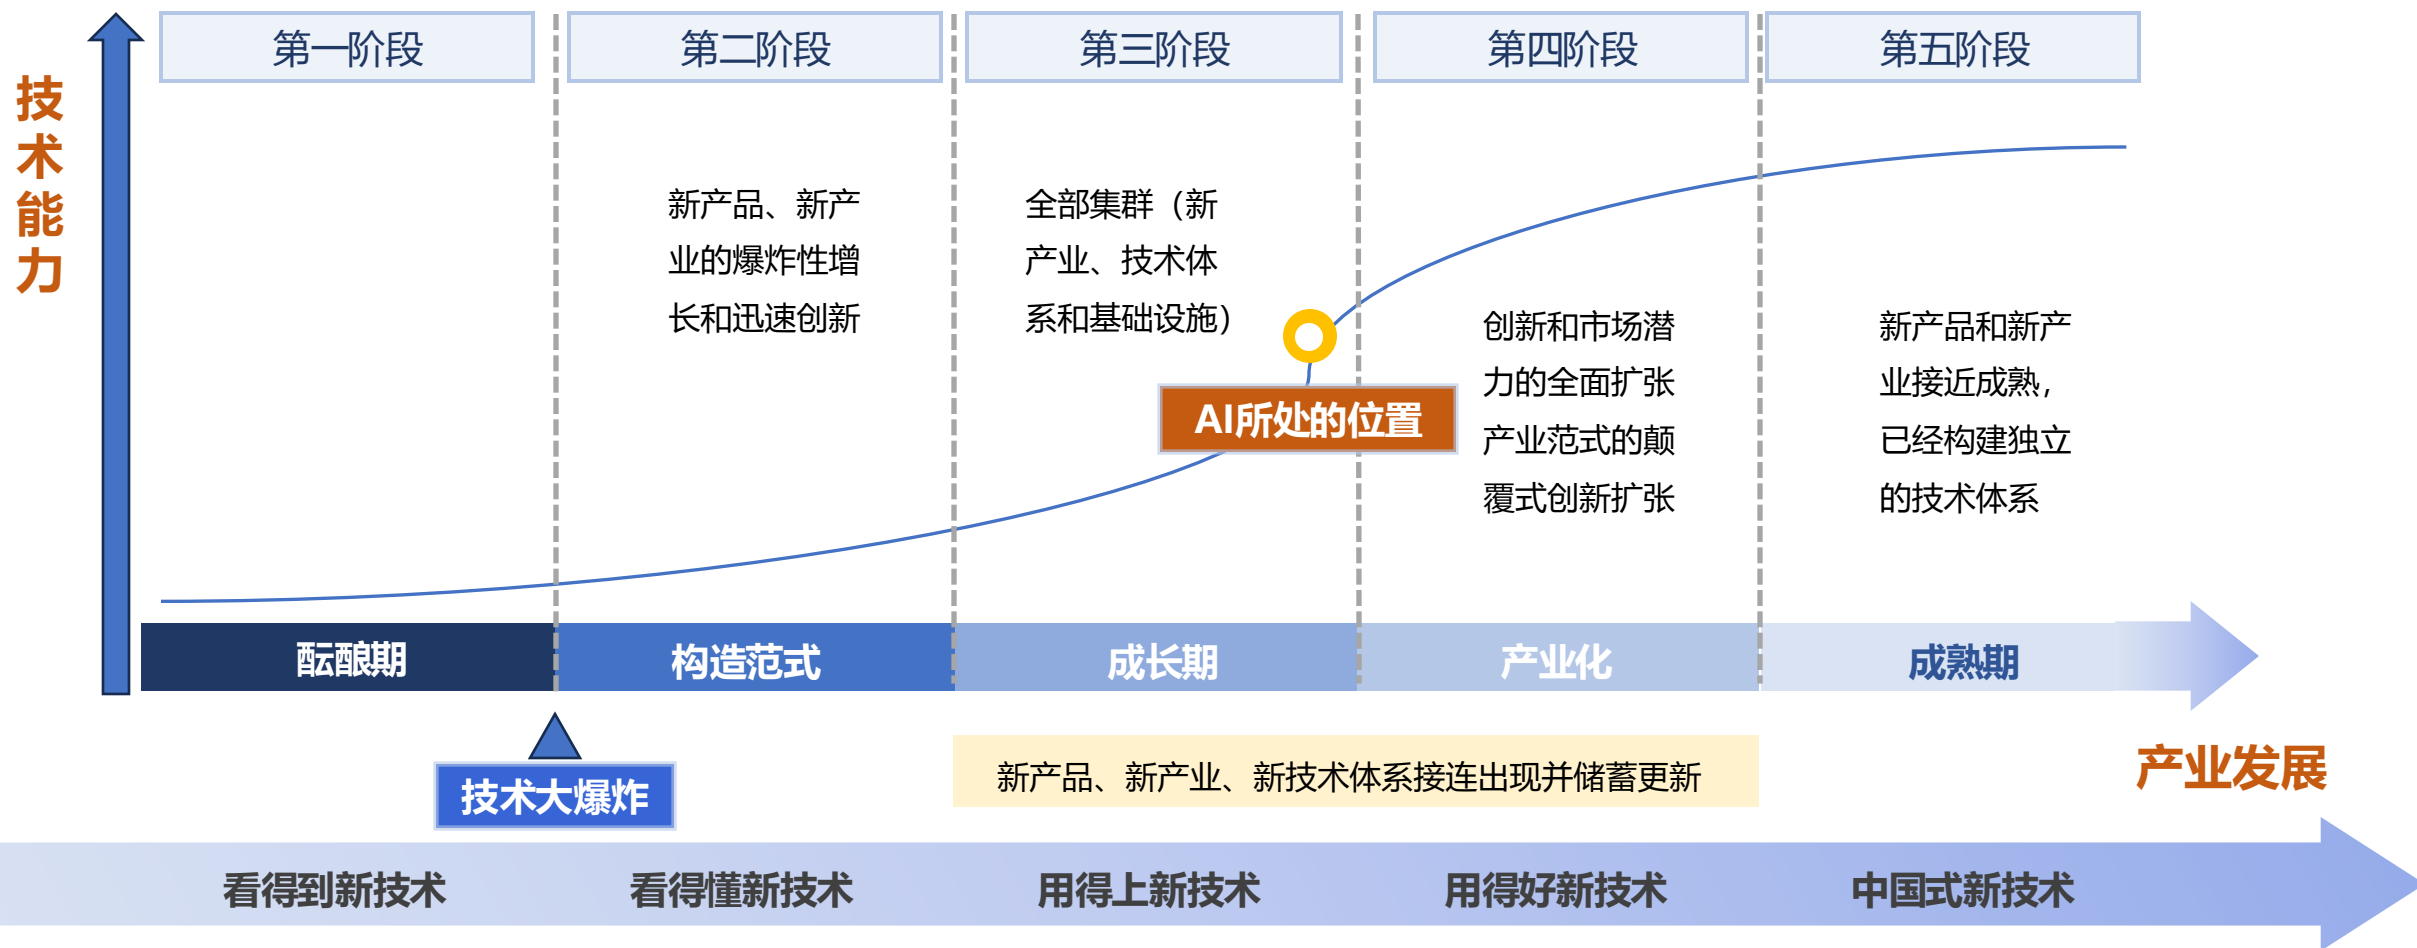 技术能力
第一阶段
第二阶段
第三阶段
第四阶段
第五阶段
新产品、新产
业的爆炸性增
长和迅速创新
全部集群（新
产业、技术体
系和基础设施）
创新和市场潜
力的全面扩张
产业范式的颠
覆式创新扩张
新产品和新产
业接近成熟，
已经构建独立
的技术体系
AI所处的位置
酝酿期
构造范式
成长期
产业化
成熟期
技术大爆炸
新产品、新产业、新技术体系接连出现并储蓄更新
产业发展
看得到新技术
看得懂新技术
用得上新技术
用得好新技术
中国式新技术